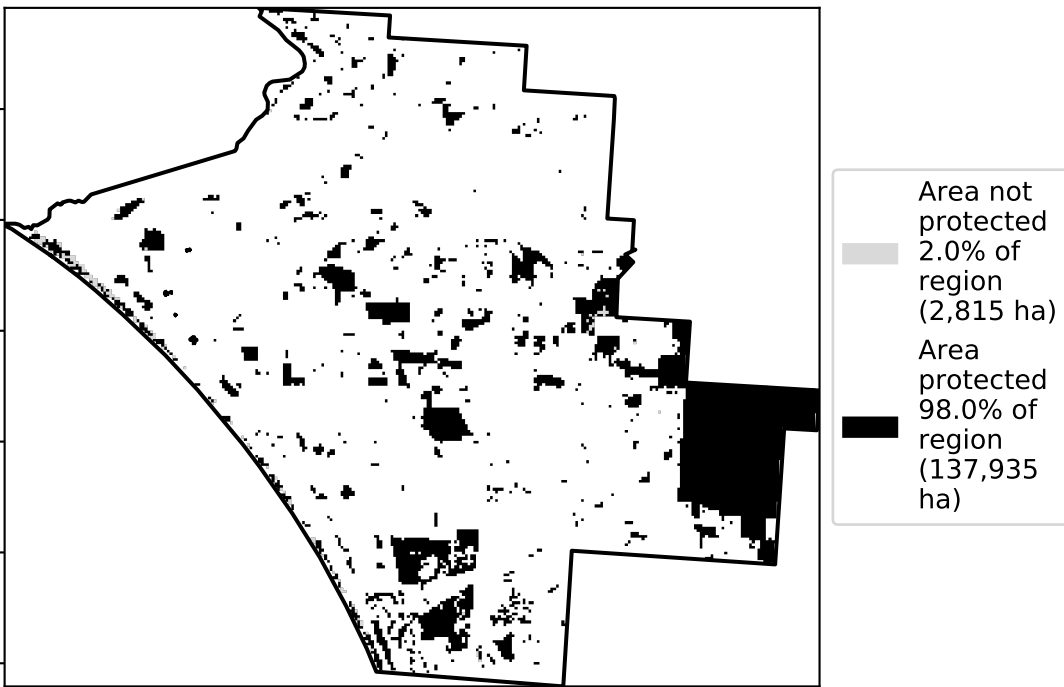 Area not
protected
2.0% of
region
(2,815 ha)
Area
protected
98.0% of
region
(137,935
ha)